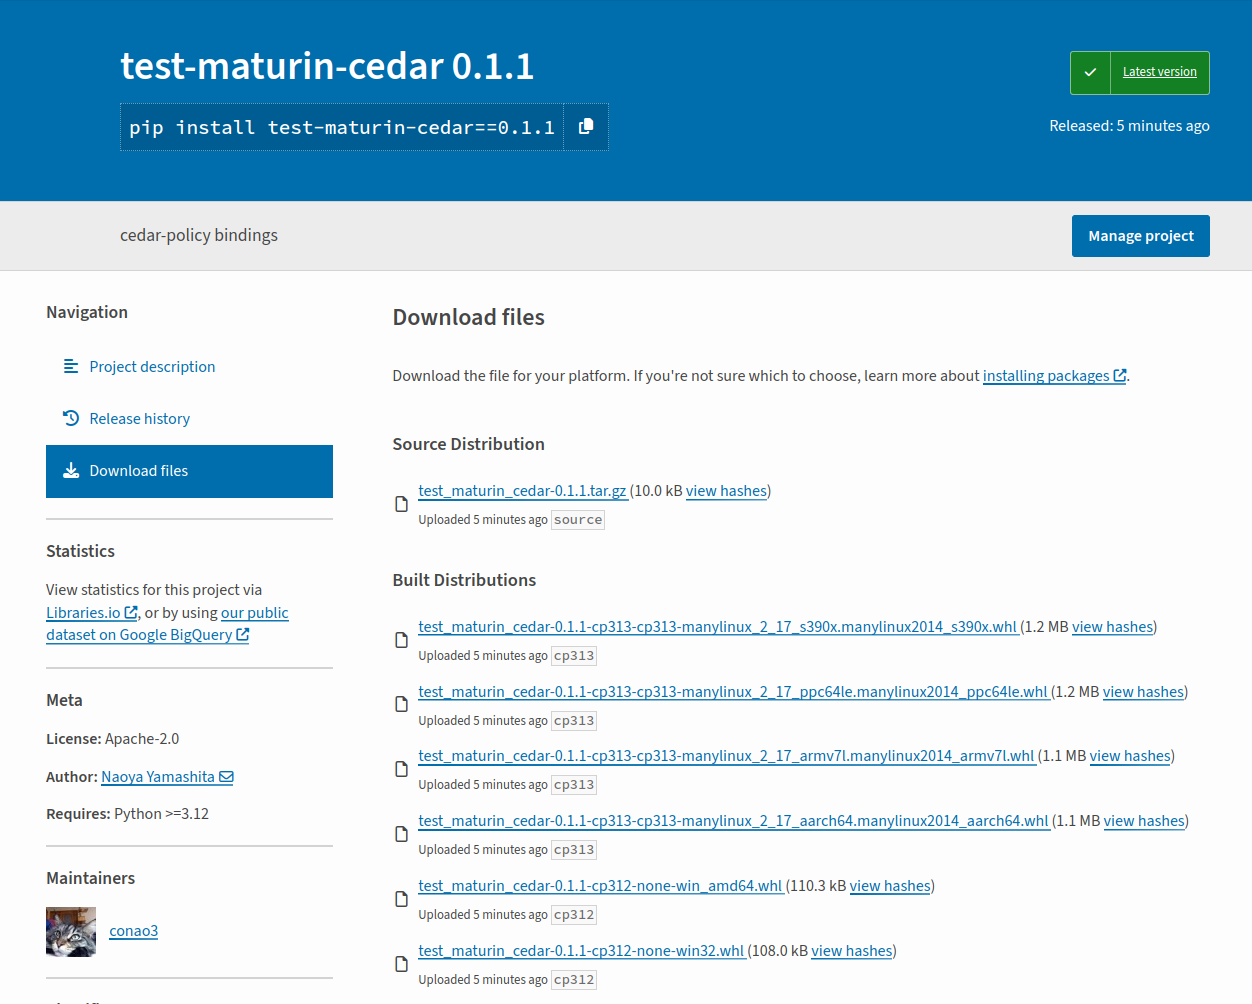 test-maturin-cedar 0.1.1
pip install test-maturin-cedar==0.1.1
Latest version
Released: 5 minutes ago
cedar-policy bindings
Manage project
Navigation
Project description
Release history
Download files
Statistics
View statistics for this project via
Libraries.io, or by using our public
dataset on Google BigQuery
Meta
License: Apache-2.0
Author: Naoya Yamashita
Requires: Python >=3.12
Maintainers
conao3
Download files
Download the file for your platform. If you're not sure which to choose, learn more about installing packages.
Source Distribution
test_maturin_cedar-0.1.1.tar.gz (10.0 kB view hashes)
Uploaded 5 minutes ago source
Built Distributions
test_maturin_cedar-0.1.1-cp313-cp313-manylinux_2_17_s390x.manylinux2014_s390x.whl (1.2 MB view hashes)
Uploaded 5 minutes ago cp313
test_maturin_cedar-0.1.1-cp313-cp313-manylinux_2_17_ppc64le.manylinux2014_ppc64le.whl (1.2 MB view hashes)
Uploaded 5 minutes ago cp313
test_maturin_cedar-0.1.1-cp313-cp313-manylinux_2_17_armv7l.manylinux2014_armv7l.whl (1.1 MB view hashes)
Uploaded 5 minutes ago cp313
test_maturin_cedar-0.1.1-cp313-cp313-manylinux_2_17_aarch64.manylinux2014_aarch64.whl (1.1 MB view hashes)
Uploaded 5 minutes ago cp313
test_maturin_cedar-0.1.1-cp312-none-win_amd64.whl (110.3 kB view hashes)
Uploaded 5 minutes ago cp312
test_maturin_cedar-0.1.1-cp312-none-win32.whl (108.0 kB view hashes)
Uploaded 5 minutes ago cp312